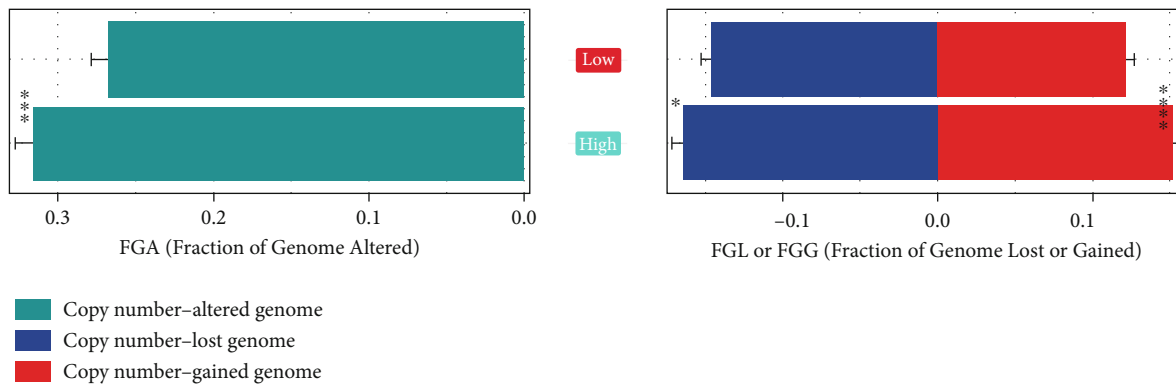 Low
High
***
*
****
0.3 0.2 0.1 0.0
FGA (Fraction of Genome Altered)
−0.1 0.0 0.1
FGL or FGG (Fraction of Genome Lost or Gained)
Copy number–altered genome
Copy number–lost genome
Copy number–gained genome